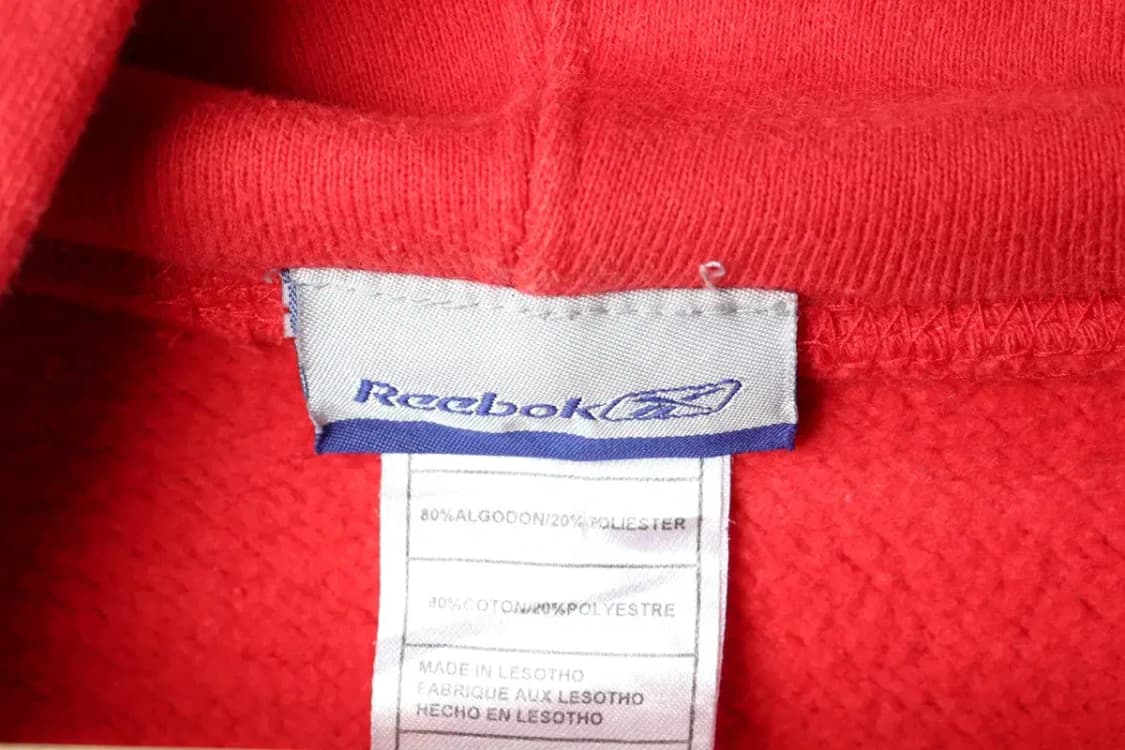 Reebok
80%ALGODON/20% POLIESTER
80%COTON/20%POLYESTRE
MADE IN LESOTHO
FABRIQUE AUX LESOTHO
HECHO EN LESOTHO